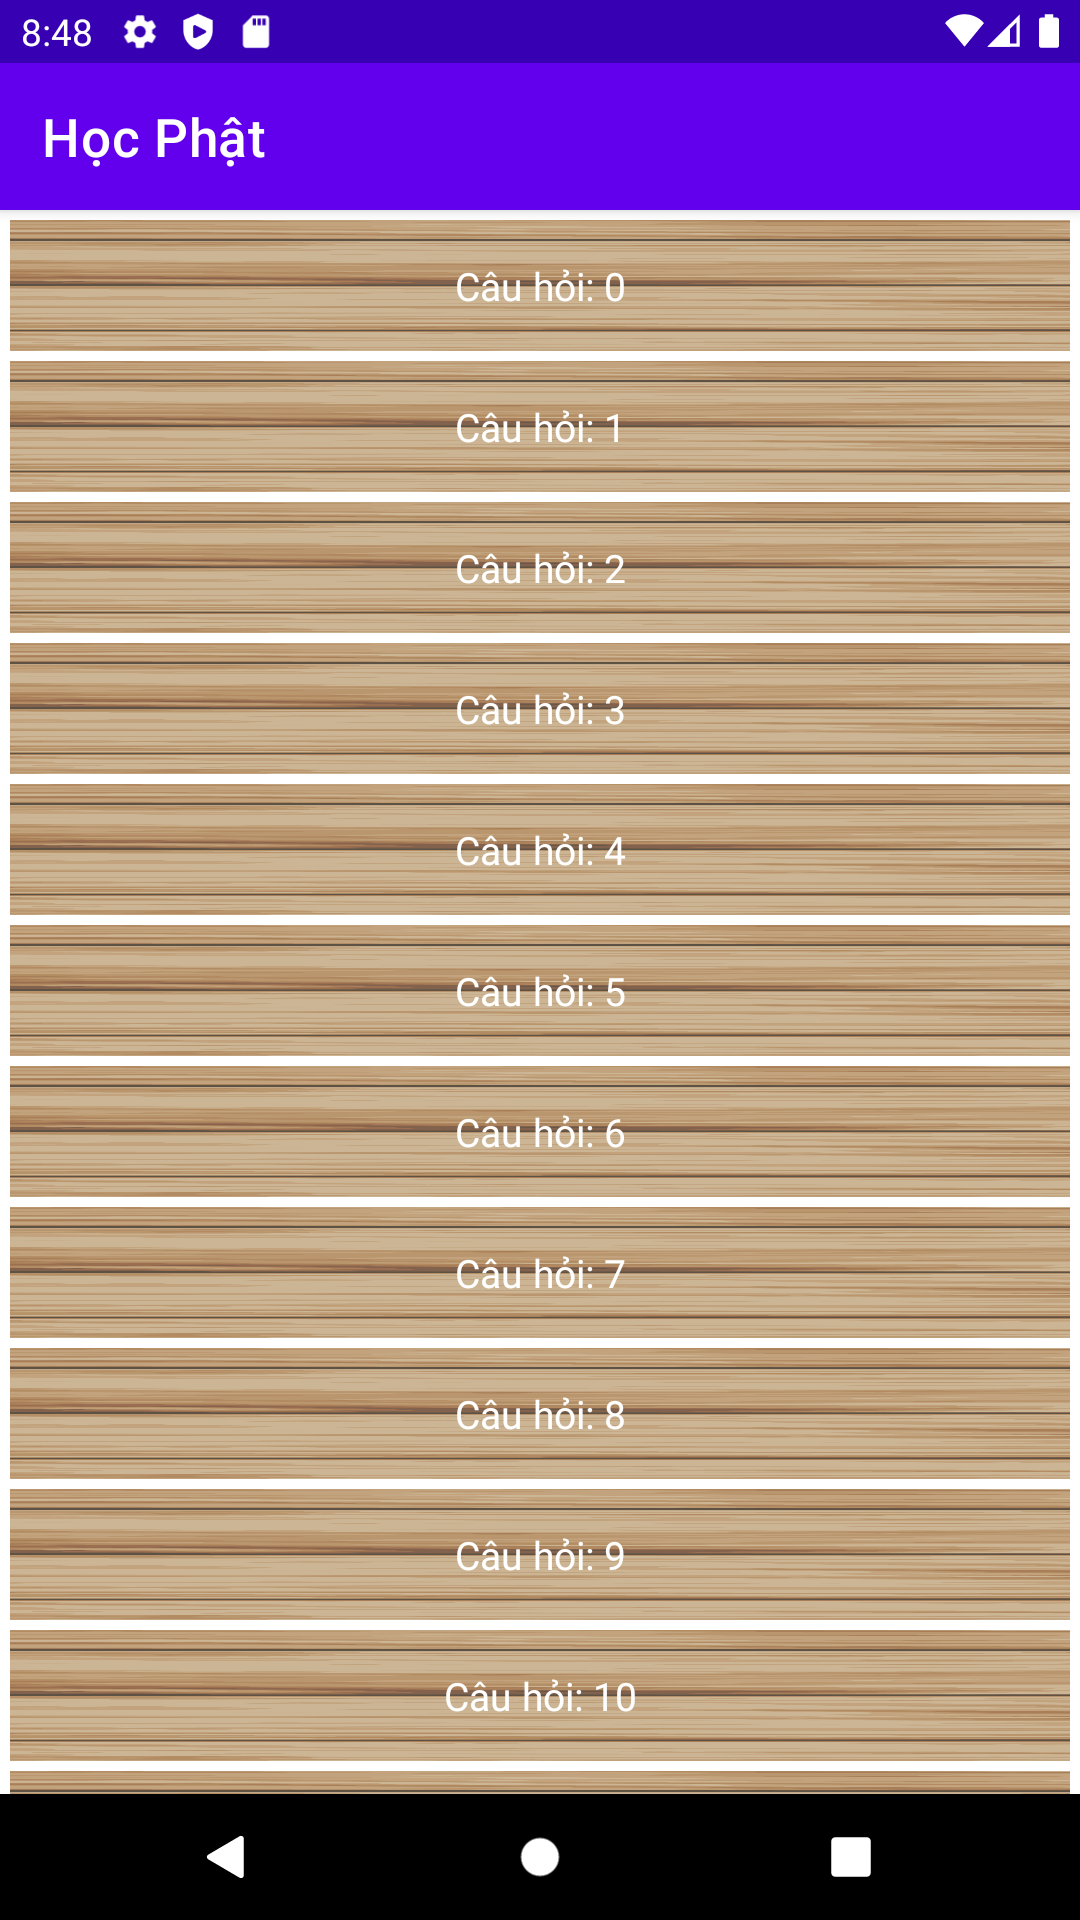 8:48
Học Phật
Câu hỏi: 0
Câu hỏi: 1
Câu hỏi: 2
Câu hỏi: 3
Câu hỏi: 4
Câu hỏi: 5
Câu hỏi: 6
Câu hỏi: 7
Câu hỏi: 8
Câu hỏi: 9
Câu hỏi: 10